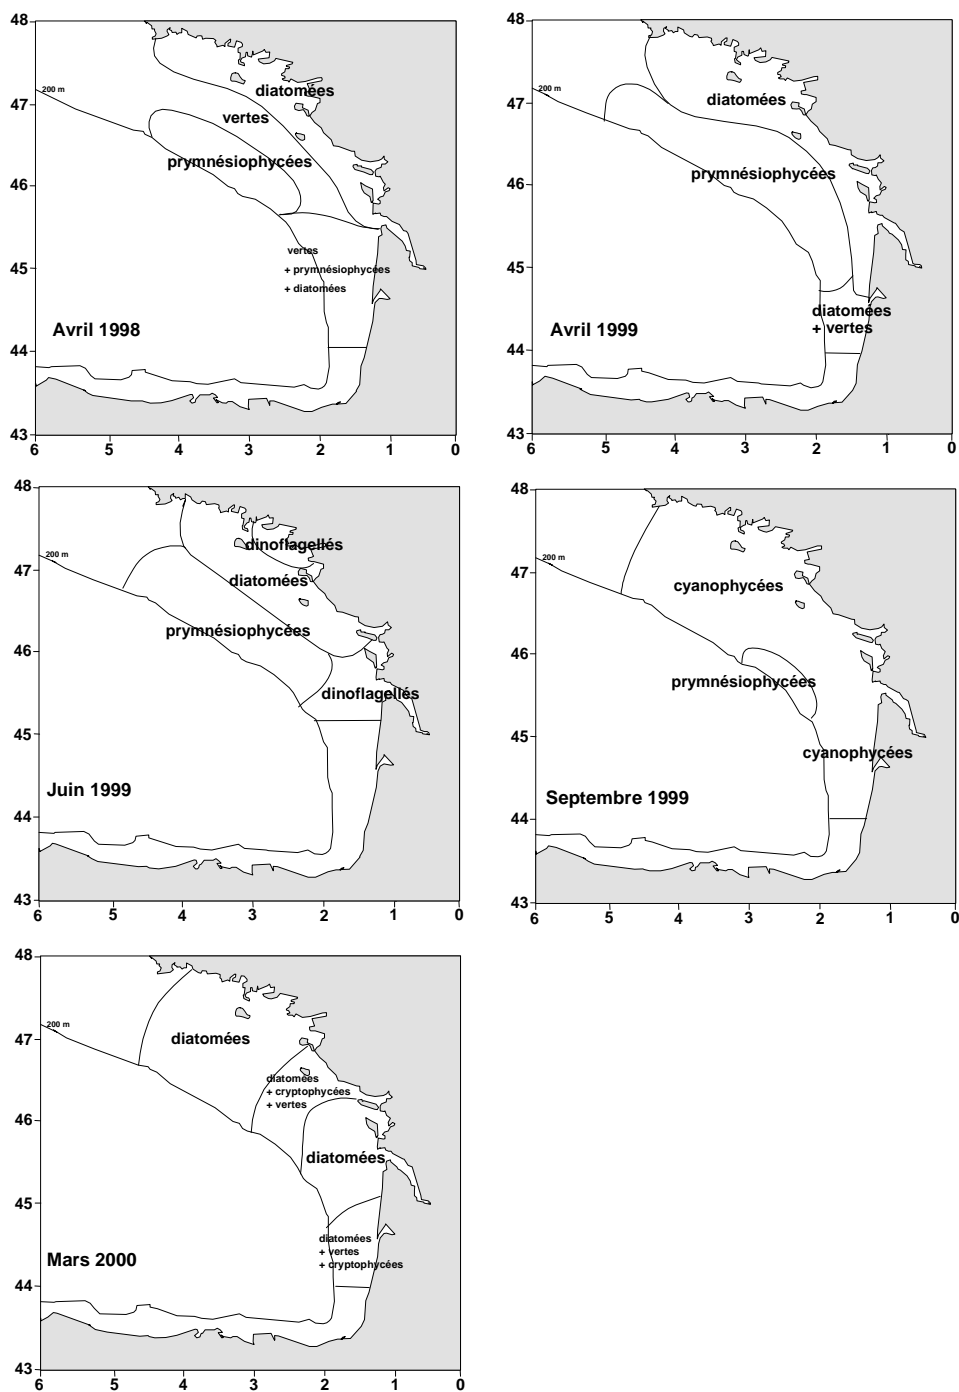 48
200 m
47
46
45
44
43
6 5 4 3 2 1 0
diatomées
vertes
prymnésiophycées
vertes
+ prymnésiophycées
+ diatomées
Avril 1998
48
200 m
47
46
45
44
43
6 5 4 3 2 1 0
diatomées
prymnésiophycées
diatomées
+ vertes
Avril 1999
48
200 m
47
46
45
44
43
6 5 4 3 2 1 0
dinoflagellés
diatomées
prymnésiophycées
dinoflagellés
Juin 1999
48
200 m
47
46
45
44
43
6 5 4 3 2 1 0
cyanophycées
prymnésiophycées
cyanophycées
Septembre 1999
48
200 m
47
46
45
44
43
6 5 4 3 2 1 0
diatomées
diatomées
+ cryptophycées
+ vertes
diatomées
diatomées
+ vertes
+ cryptophycées
Mars 2000